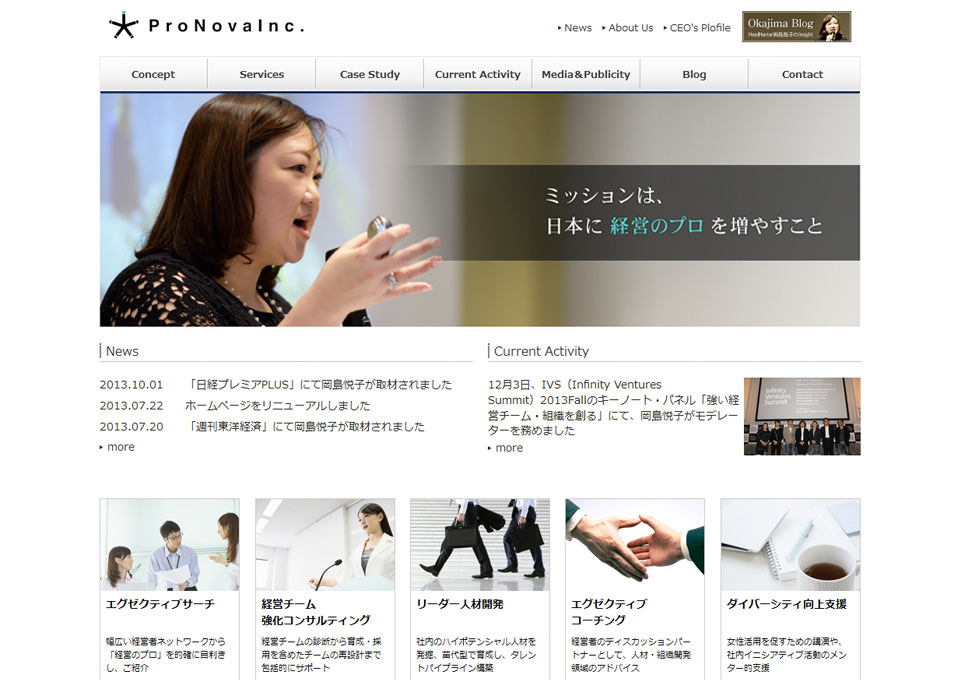 ProNovaInc.
News About Us CEO's Plofile
Okajima Blog
HeadHunter岡島悦子のInsight
Concept Services Case Study Current Activity Media&Publicity Blog Contact
ミッションは、
日本に 経営のプロ を増やすこと
News
2013.10.01 「日経プレミアPLUS」にて岡島悦子が取材されました
2013.07.22 ホームページをリニューアルしました
2013.07.20 「週刊東洋経済」にて岡島悦子が取材されました
more
Current Activity
12月3日、IVS（Infinity Ventures
Summit）2013Fallのキーノート・パネル「強い経
営チーム・組織を創る」にて、岡島悦子がモデレー
ターを務めました
more
Infinity
Ventures
Summit
エグゼクティブサーチ
幅広い経営者ネットワークから
「経営のプロ」を的確に目利き
し、ご紹介
経営チーム
強化コンサルティング
経営チームの診断から育成・採
用を含めたチームの再設計まで
包括的にサポート
リーダー人材開発
社内のハイポテンシャル人材を
発掘、苗代型で育成し、タレン
トパイプライン構築
エグゼクティブ
コーチング
経営者のディスカッションパー
トナーとして、人材・組織開発
領域のアドバイス
ダイバーシティ向上支援
女性活用を促すための講演や、
社内イニシアティブ活動のメン
ター的支援